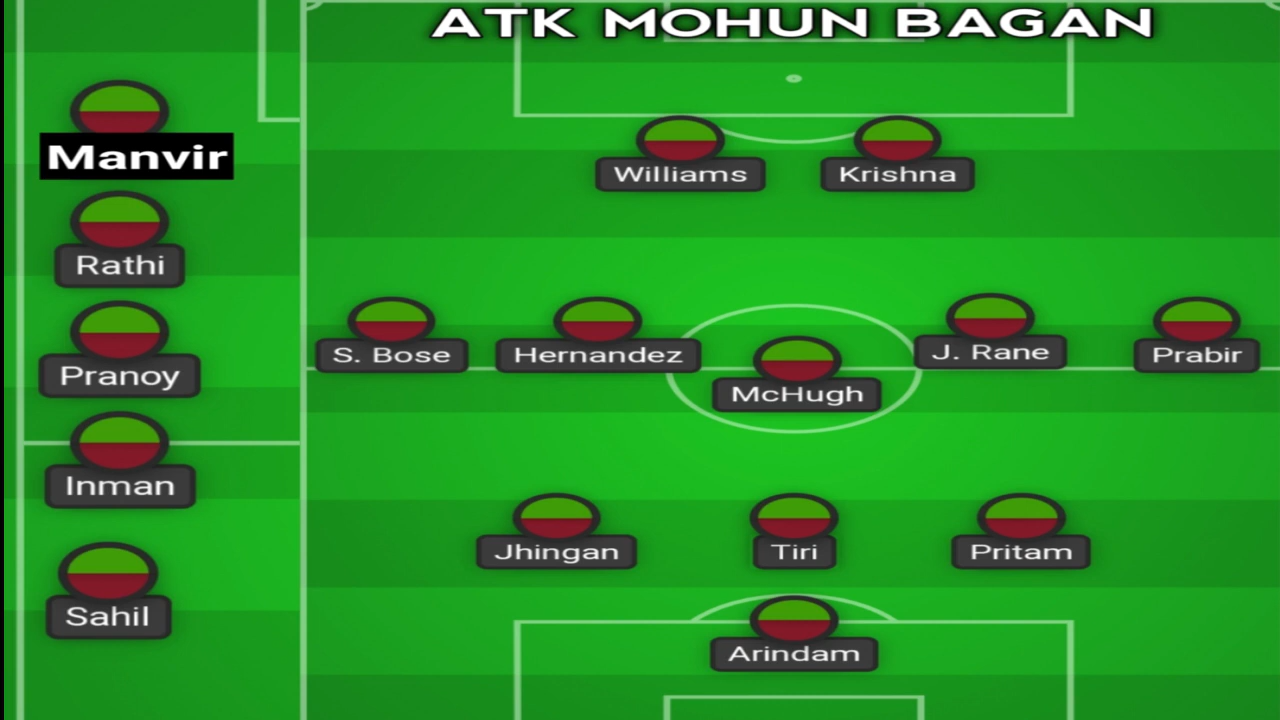 ATK MOHUN BAGAN
Manvir
Rathi
Pranoy
Inman
Sahil
Williams Krishna
S. Bose Hernandez McHugh J. Rane Prabir
Jhingan Tiri Pritam
Arindam